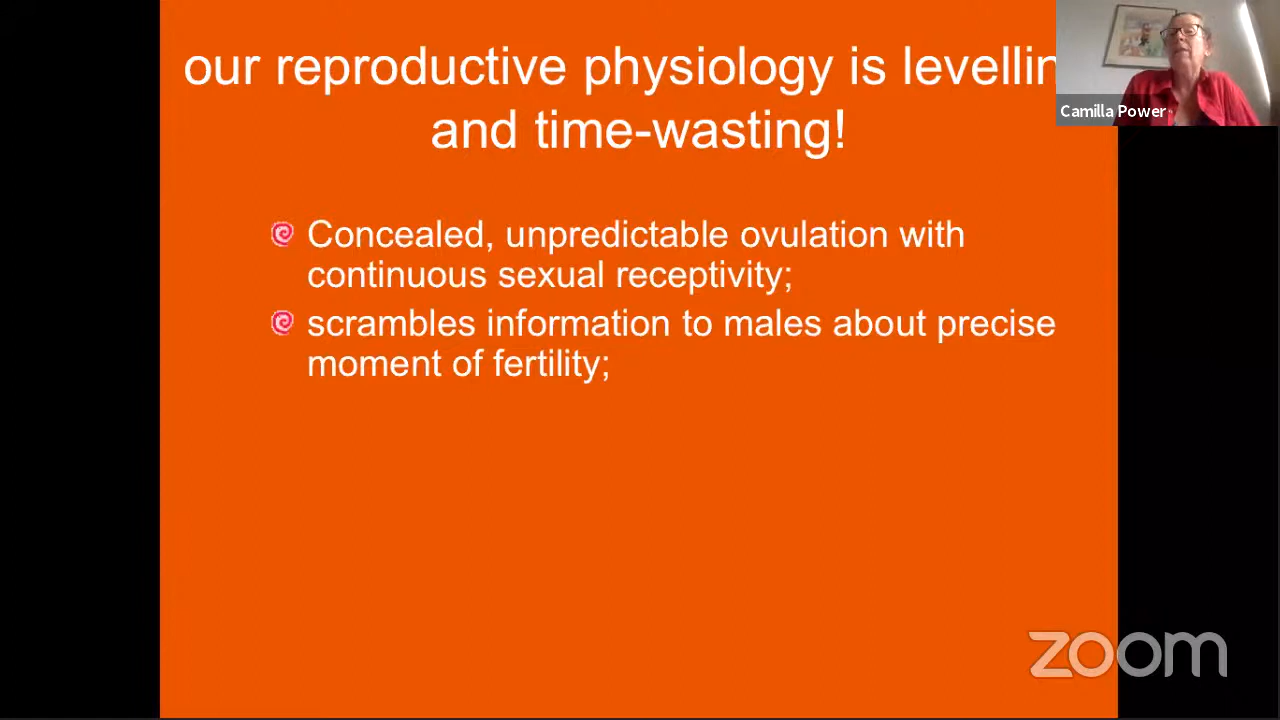 our reproductive physiology is levellin
and time-wasting!
Camilla Power
Concealed, unpredictable ovulation with
continuous sexual receptivity;
scrambles information to males about precise
moment of fertility;
zoom